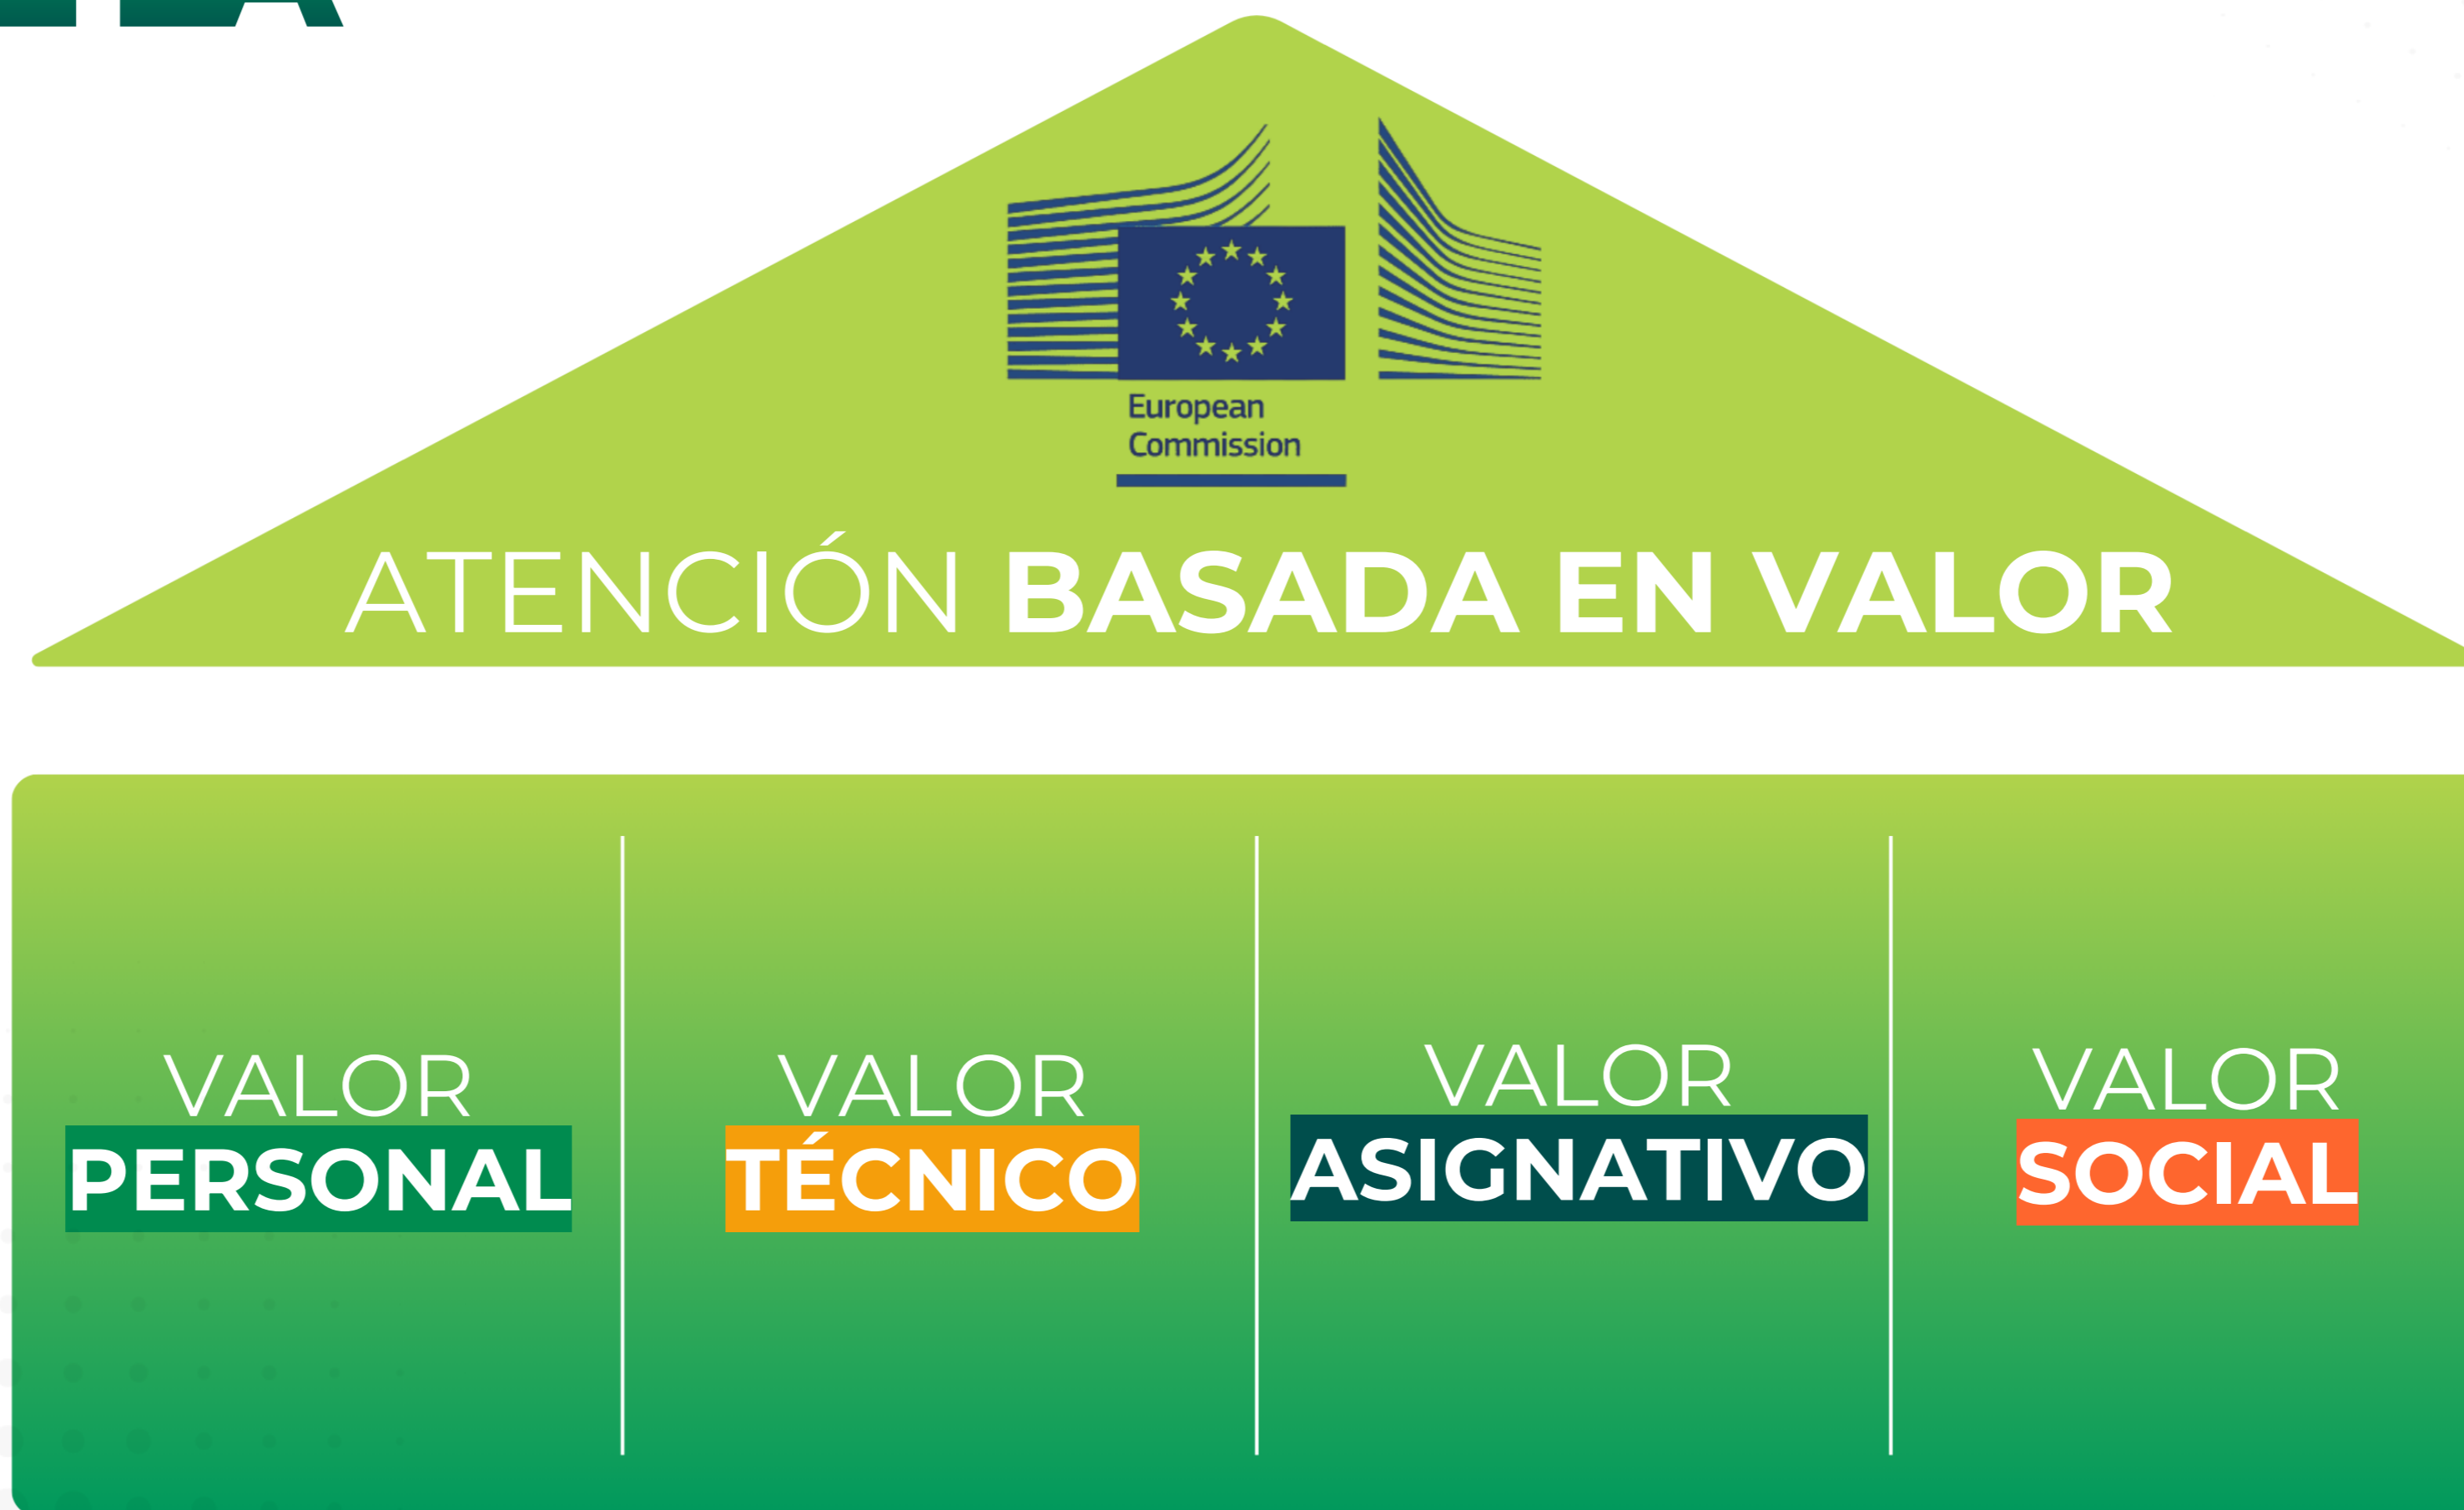 European
Commission
ATENCIÓN BASADA EN VALOR
VALOR
PERSONAL
VALOR
TÉCNICO
VALOR
ASIGNATIVO
VALOR
SOCIAL